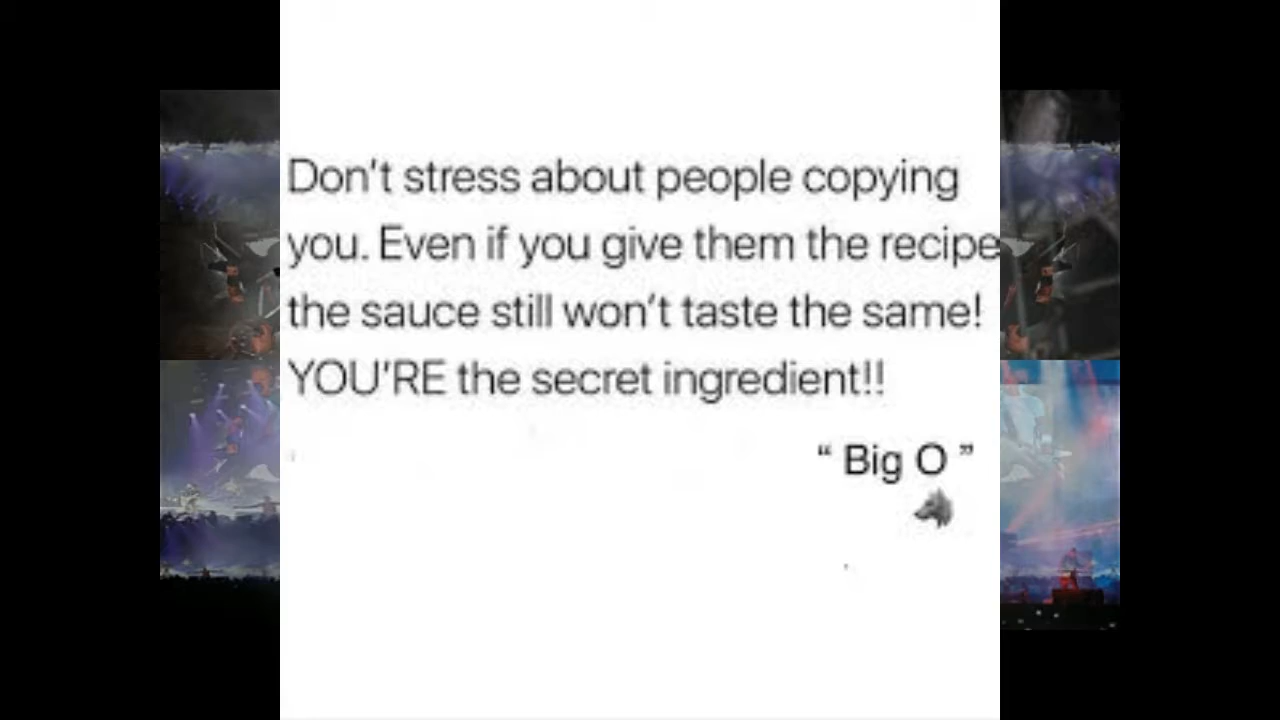 Don't stress about people copying
you. Even if you give them the recipe
the sauce still won't taste the same!
YOU'RE the secret ingredient!!
“ Big O ”